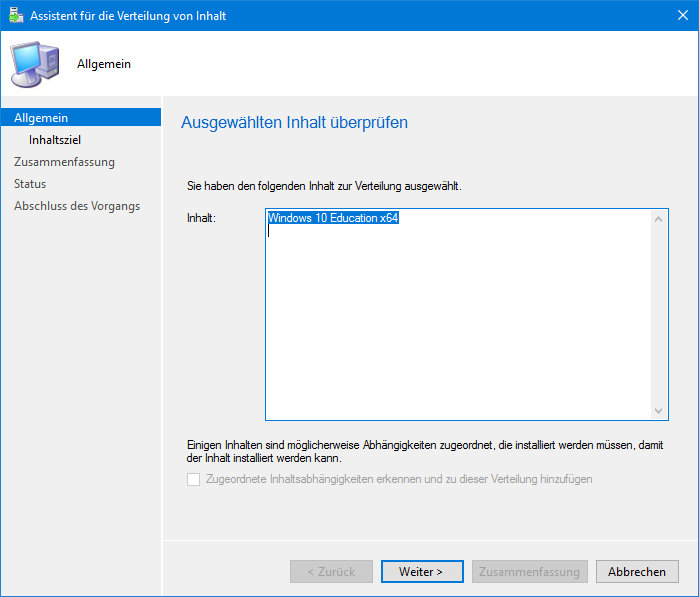 Assistent für die Verteilung von Inhalt
Allgemein
Allgemein
Inhaltsziel
Zusammenfassung
Status
Abschluss des Vorgangs
Ausgewählten Inhalt überprüfen
Sie haben den folgenden Inhalt zur Verteilung ausgewählt.
Inhalt:
Windows 10 Education x64
Einigen Inhalten sind möglicherweise Abhängigkeiten zugeordnet, die installiert werden müssen, damit
der Inhalt installiert werden kann.
Zugeordnete Inhaltsabhängigkeiten erkennen und zu dieser Verteilung hinzufügen
< Zurück
Weiter >
Zusammenfassung
Abbrechen